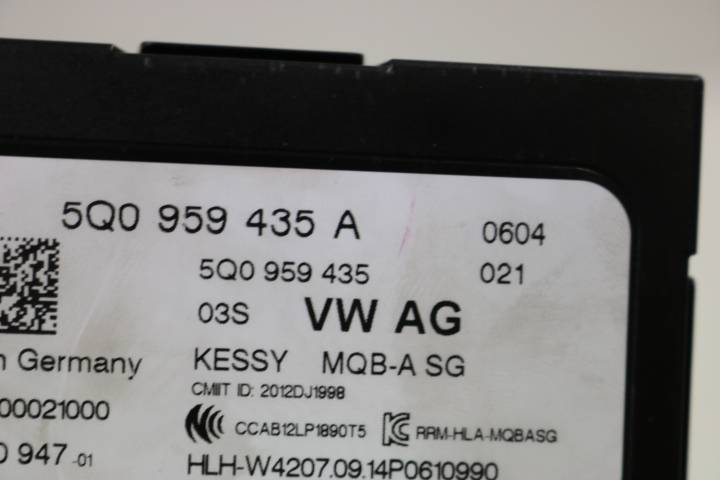 5Q0 959 435 A 0604
5Q0 959 435 021
03S VW AG
Germany KESSY MQB-A SG
CMIIT ID: 2012DJ1998
00021000 CCAB12LP1890T5 RRM-HLA-MQBASG
947 -01 HLH-W4207.09.14P0610990